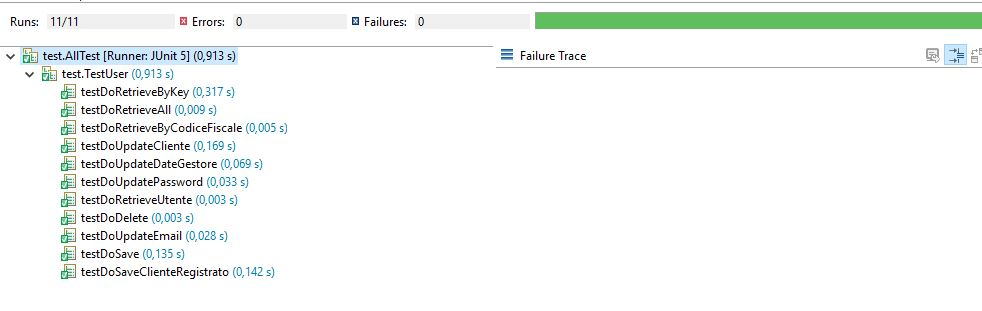 Runs: 11/11 Errors: 0 Failures: 0
test.AllTest [Runner: JUnit 5] (0,913 s)
Failure Trace
test.TestUser (0,913 s)
testDoRetrieveByKey (0,317 s)
testDoRetrieveAll (0,009 s)
testDoRetrieveByCodiceFiscale (0,005 s)
testDoUpdateCliente (0,169 s)
testDoUpdateDateGestore (0,069 s)
testDoUpdatePassword (0,033 s)
testDoRetrieveUtente (0,003 s)
testDoDelete (0,003 s)
testDoUpdateEmail (0,028 s)
testDoSave (0,135 s)
testDoSaveClienteRegistrato (0,142 s)